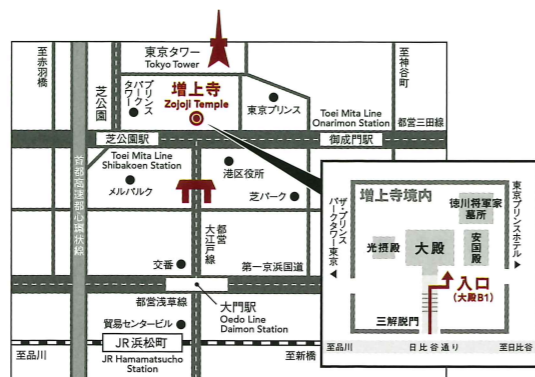 東京タワー
Tokyo Tower
至赤羽橋
芝公園
プリンス
パーク
タワー
増上寺
Zojoji Temple
東京プリンス
至神谷町
Toei Mita Line
Onarimon Station
都営三田線
芝公園駅
御成門駅
Toei Mita Line
Shibakoen Station
メルパルク
港区役所
芝パーク
首都高速都心環状線
都営
大江戸線
交番
第一京浜国道
都営浅草線
大門駅
Oedo Line
Daimon Station
貿易センタービル
至品川
JR浜松町
JR Hamamatsucho
Station
至新橋
増上寺境内
ザ・プリンス
パークタワー東京
東京プリンスホテル
徳川将軍家
墓所
光摂殿
大殿
安国殿
入口
(大殿B1)
三解脱門
至品川
日比谷通り
至日比谷